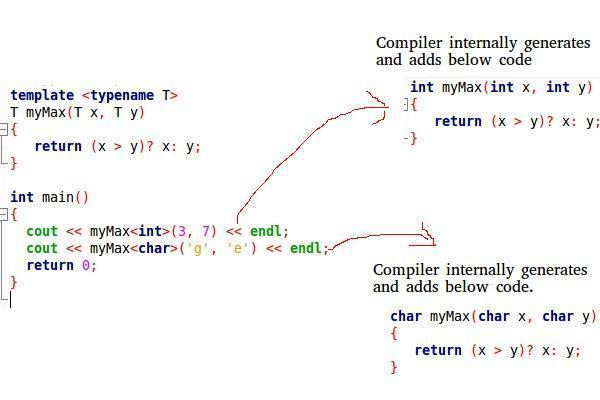 template <typename T>
T myMax(T x, T y)
{
return (x > y)? x: y;
}
int main()
{
cout << myMax<int>(3, 7) << endl;
cout << myMax<char>('g', 'e') << endl;
return 0;
}
Compiler internally generates
and adds below code
int myMax(int x, int y)
{
return (x > y)? x: y;
}
Compiler internally generates
and adds below code.
char myMax(char x, char y)
{
return (x > y)? x: y;
}